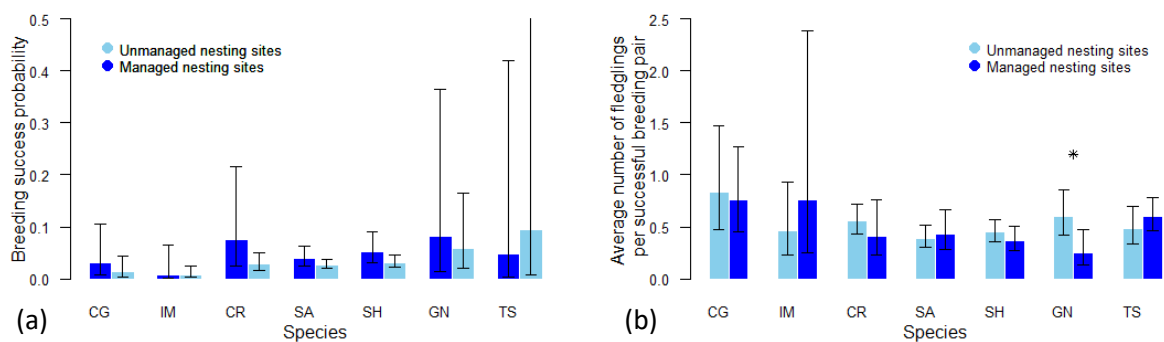 Breeding success probability
0.5
0.4
0.3
0.2
0.1
0.0
Unmanaged nesting sites
Managed nesting sites
CG IM CR SA SH GN TS
Species
(a)
Average number of fledglings
per successful breeding pair
2.5
2.0
1.5
1.0
0.5
0.0
Unmanaged nesting sites
Managed nesting sites
*
CG IM CR SA SH GN TS
Species
(b)